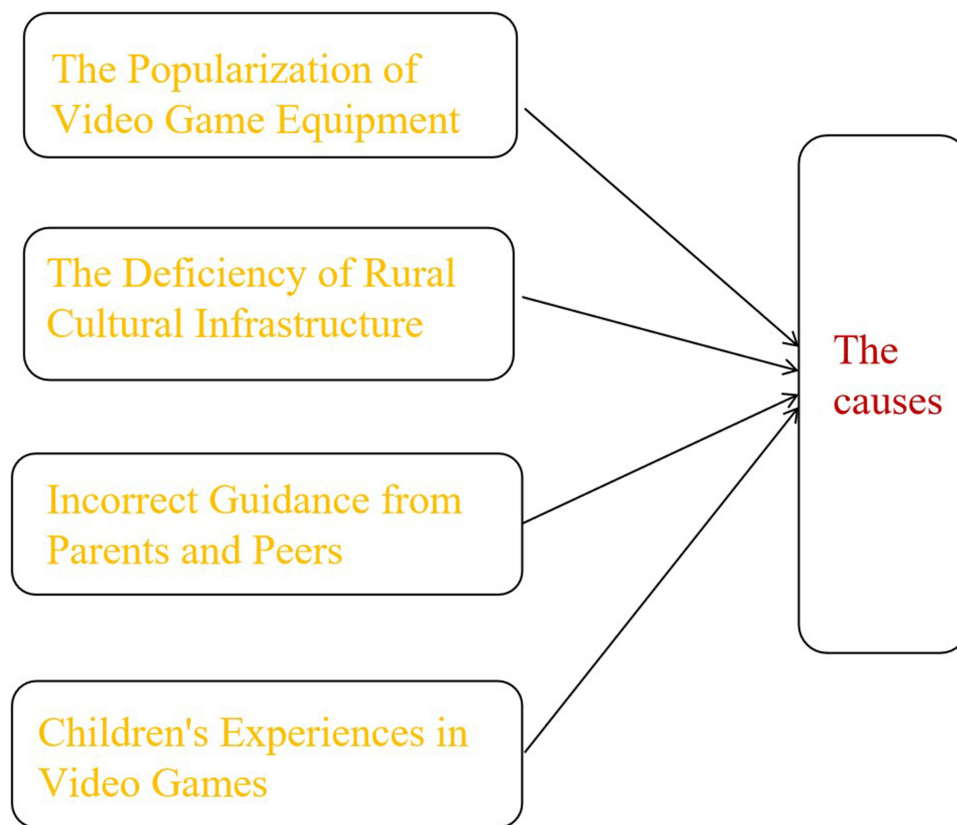 The Popularization of
Video Game Equipment
The Deficiency of Rural
Cultural Infrastructure
Incorrect Guidance from
Parents and Peers
Children's Experiences in
Video Games
The
causes